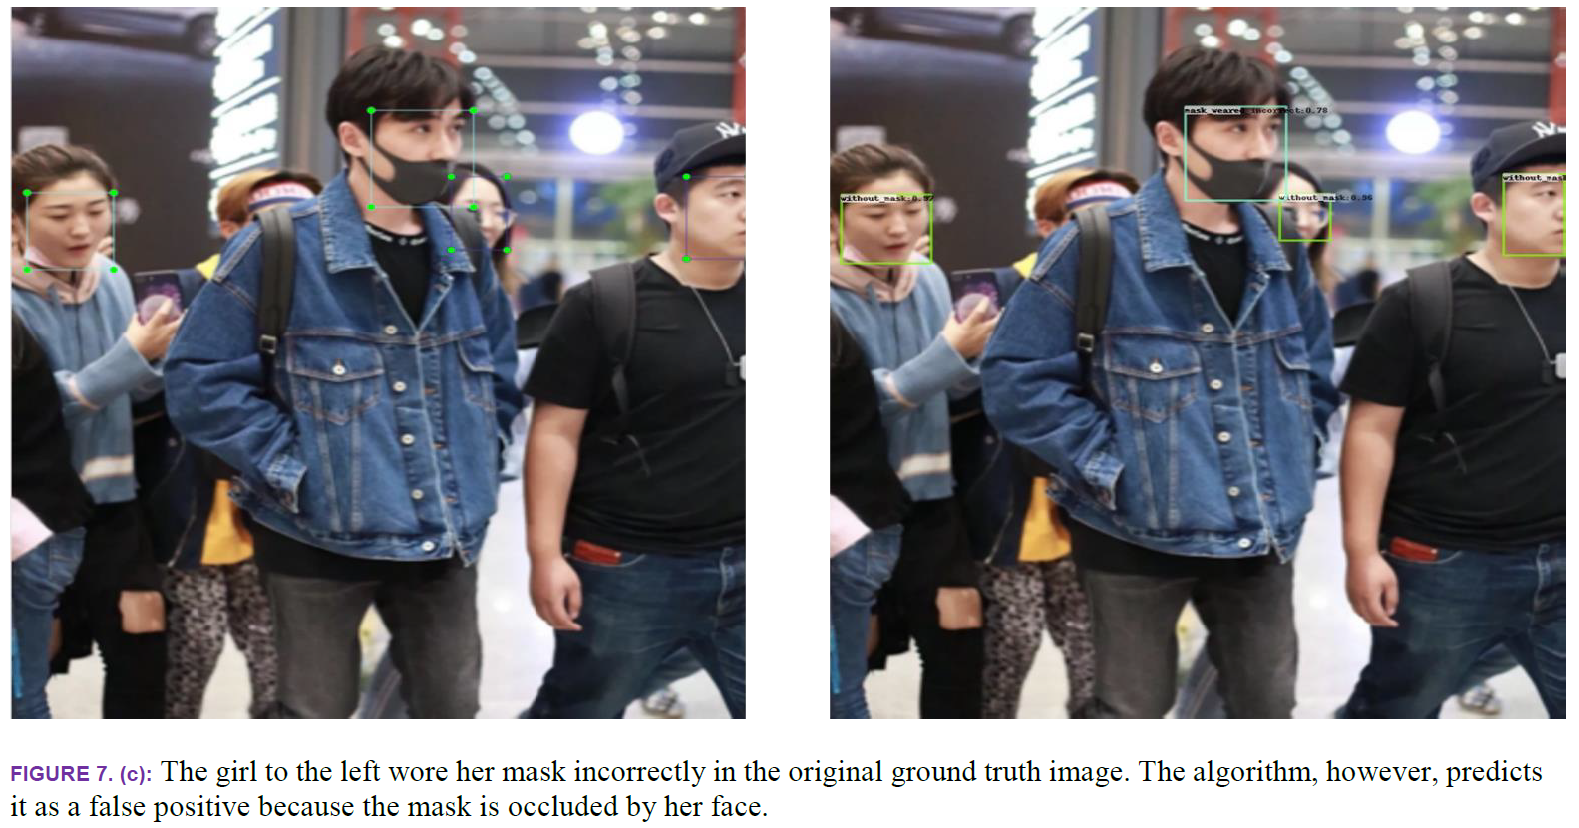 mask_weared_incorrect:0.78
without_mask:0.97
without_mask:0.96
without_mask
NY
FIGURE 7. (c): The girl to the left wore her mask incorrectly in the original ground truth image. The algorithm, however, predicts
it as a false positive because the mask is occluded by her face.